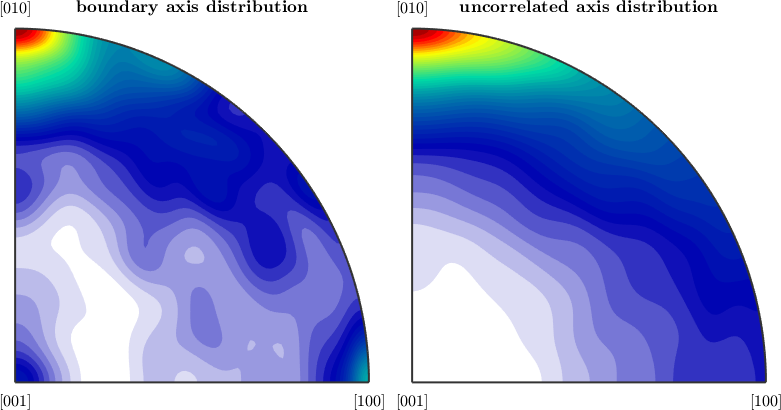 [010] boundary axis distribution
[001] [100]
[010] uncorrelated axis distribution
[001] [100]